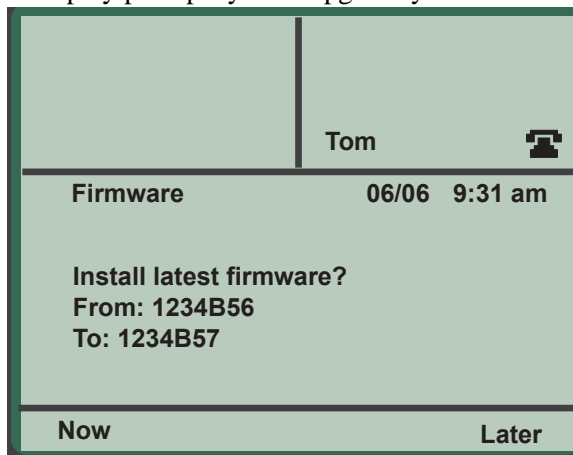 Tom
Firmware 06/06 9:31 am
Install latest firmware?
From: 1234B56
To: 1234B57
Now Later